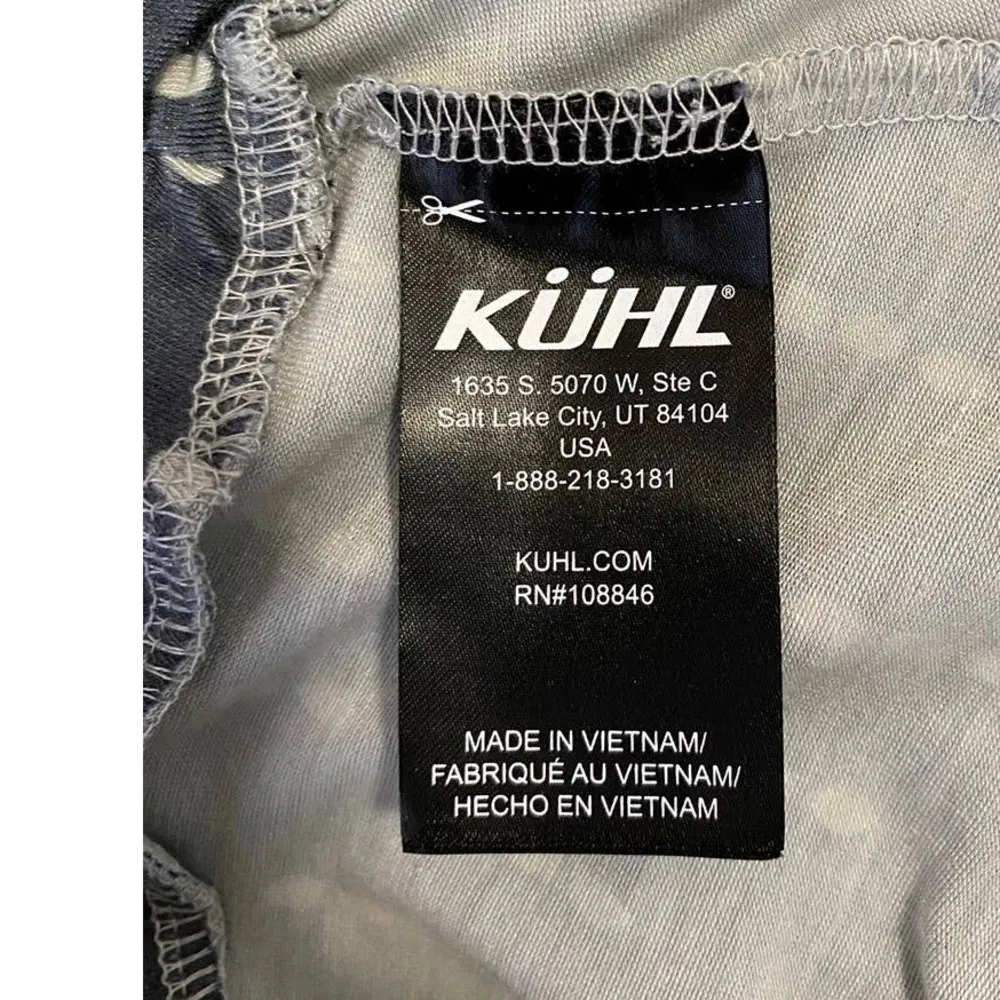 KÜHL®
1635 S. 5070 W, Ste C
Salt Lake City, UT 84104
USA
1-888-218-3181
KUHL.COM
RN#108846
MADE IN VIETNAM/
FABRIQUÉ AU VIETNAM/
HECHO EN VIETNAM